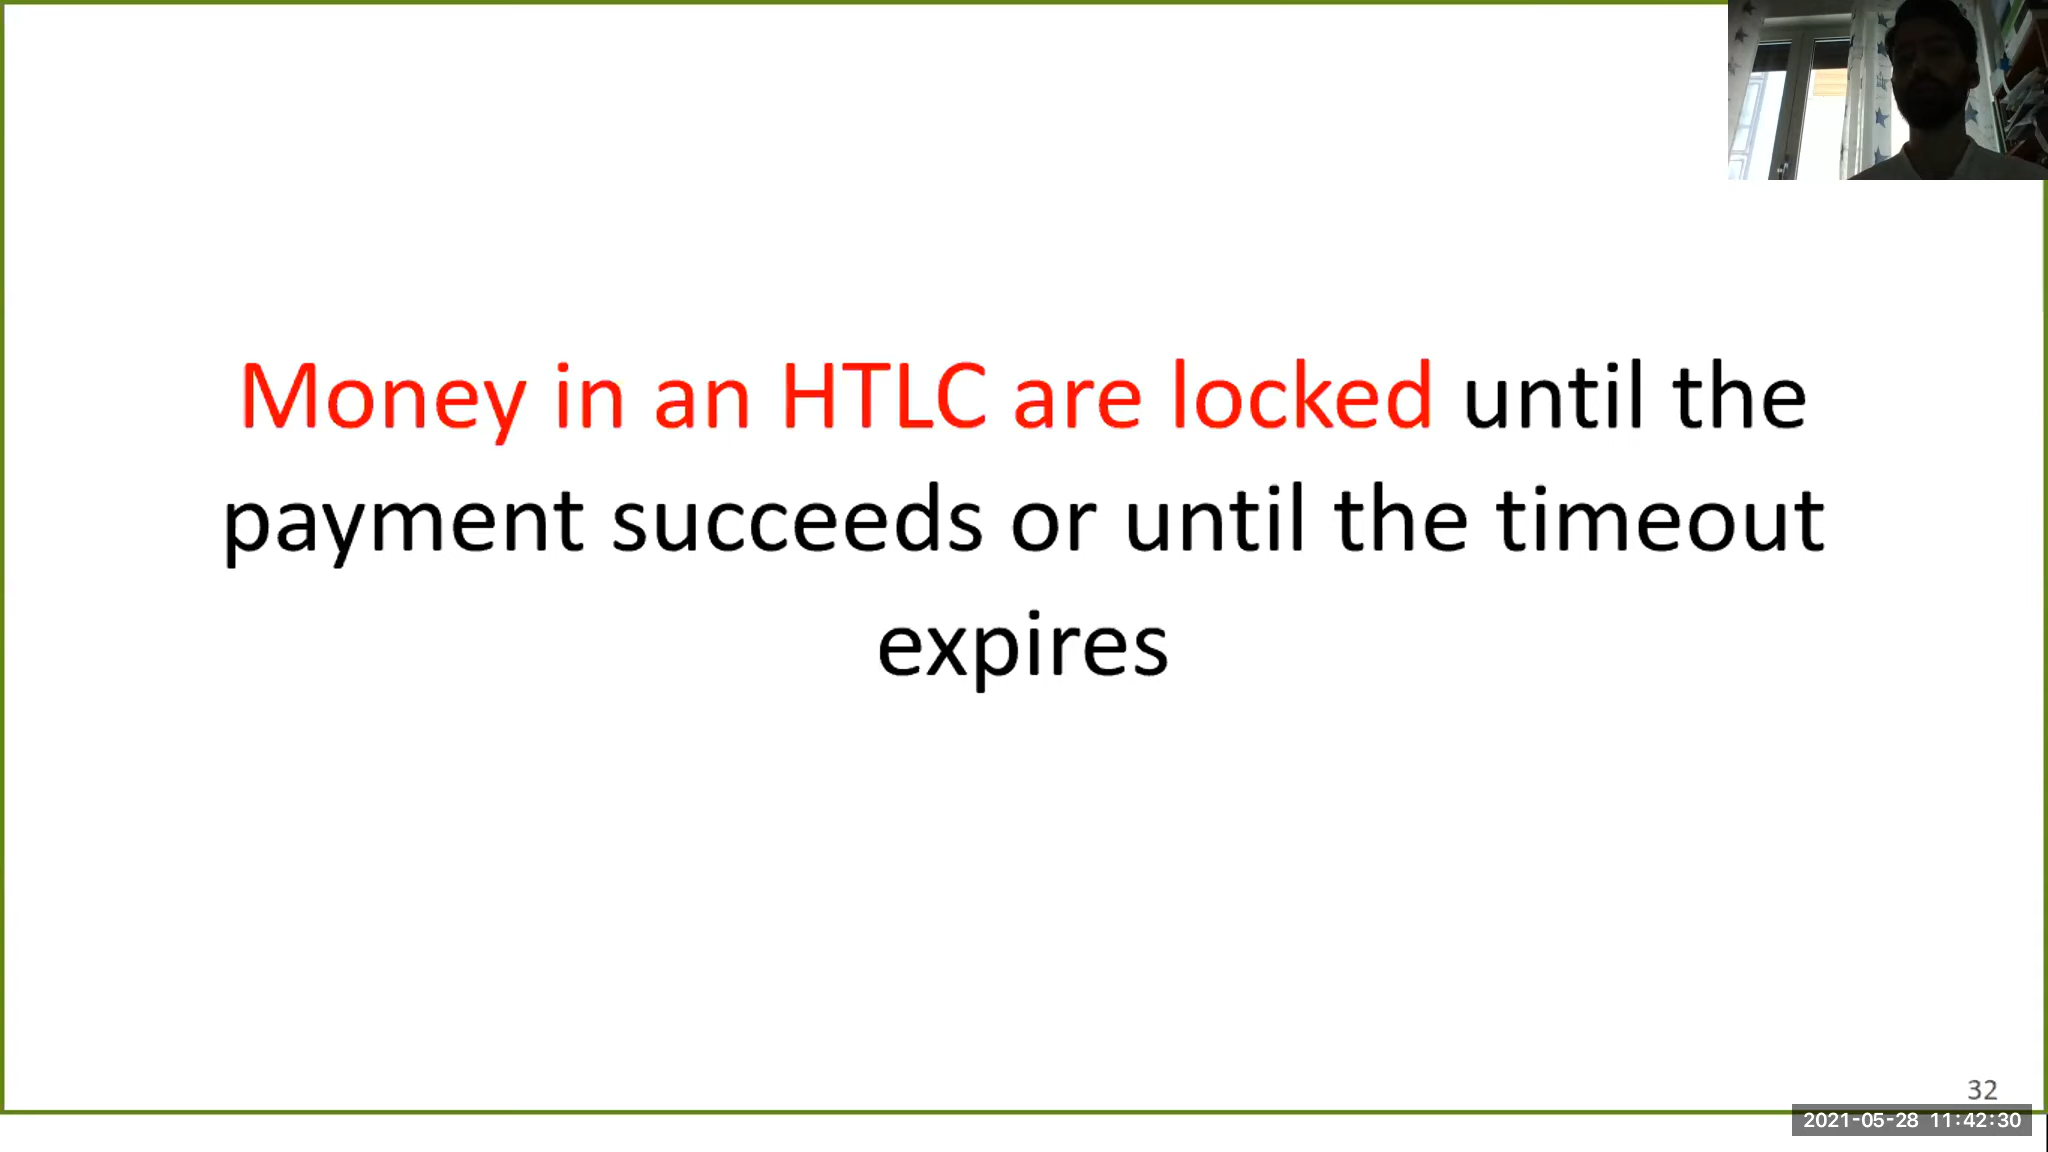 Money in an HTLC are locked until the
payment succeeds or until the timeout
expires
32
2021-05-28 11:42:30